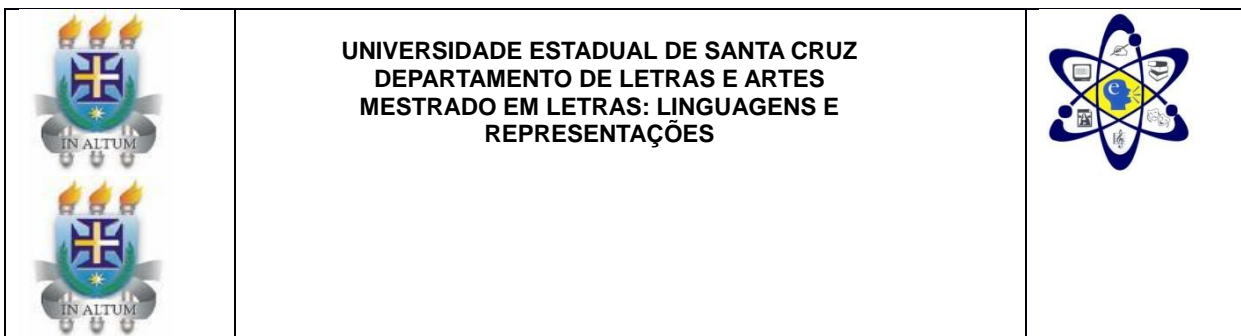 UNIVERSIDADE ESTADUAL DE SANTA CRUZ
DEPARTAMENTO DE LETRAS E ARTES
MESTRADO EM LETRAS: LINGUAGENS E
REPRESENTAÇÕES
IN ALTUM
IN ALTUM
e